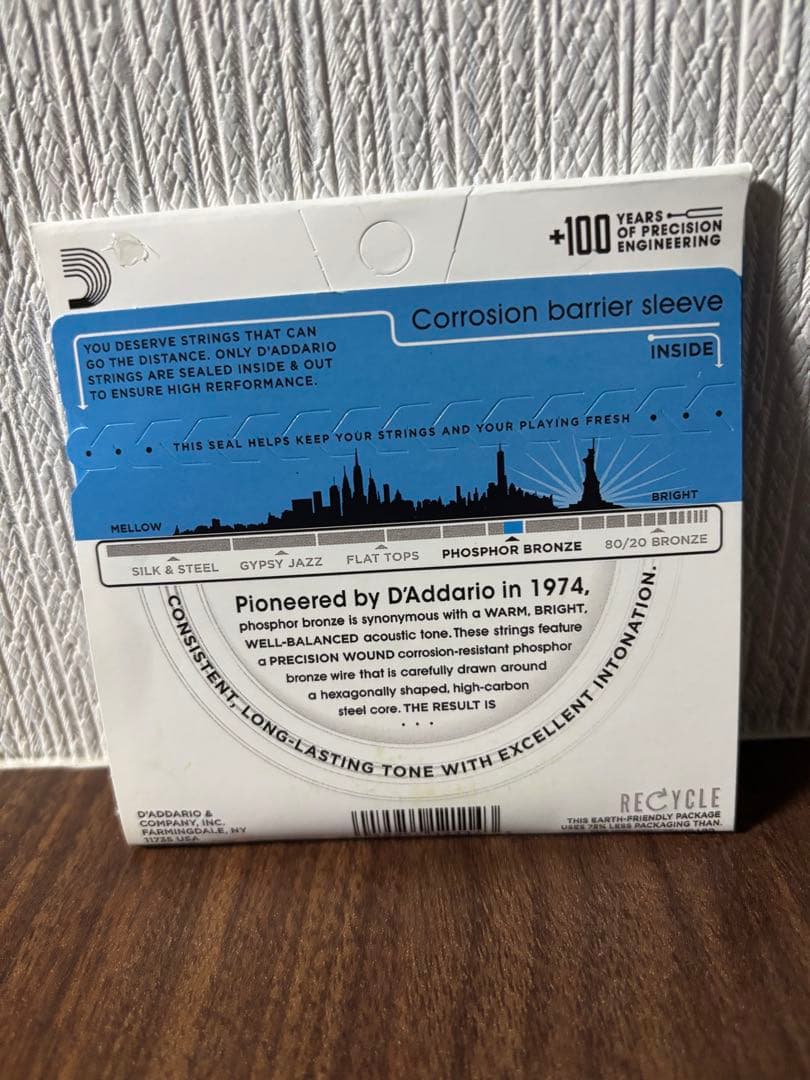 +100 YEARS
OF PRECISION
ENGINEERING
Corrosion barrier sleeve
INSIDE
YOU DESERVE STRINGS THAT CAN
GO THE DISTANCE. ONLY D'ADDARIO
STRINGS ARE SEALED INSIDE & OUT
TO ENSURE HIGH RERFORMANCE.
• • • THIS SEAL HELPS KEEP YOUR STRINGS AND YOUR PLAYING FRESH • • •
MELLOW
BRIGHT
SILK & STEEL GYPSY JAZZ FLAT TOPS PHOSPHOR BRONZE 80/20 BRONZE
Pioneered by D'Addario in 1974,
phosphor bronze is synonymous with a WARM, BRIGHT,
WELL-BALANCED acoustic tone. These strings feature
a PRECISION WOUND corrosion-resistant phosphor
bronze wire that is carefully drawn around
a hexagonally shaped, high-carbon
steel core. THE RESULT IS
• • •
CONSISTENT, LONG-LASTING TONE WITH EXCELLENT INTONATION.
D'ADDARIO &
COMPANY, INC.
FARMINGDALE, NY
11735 USA
RECYCLE
THIS EARTH-FRIENDLY PACKAGE
USES 75% LESS PACKAGING THAN.